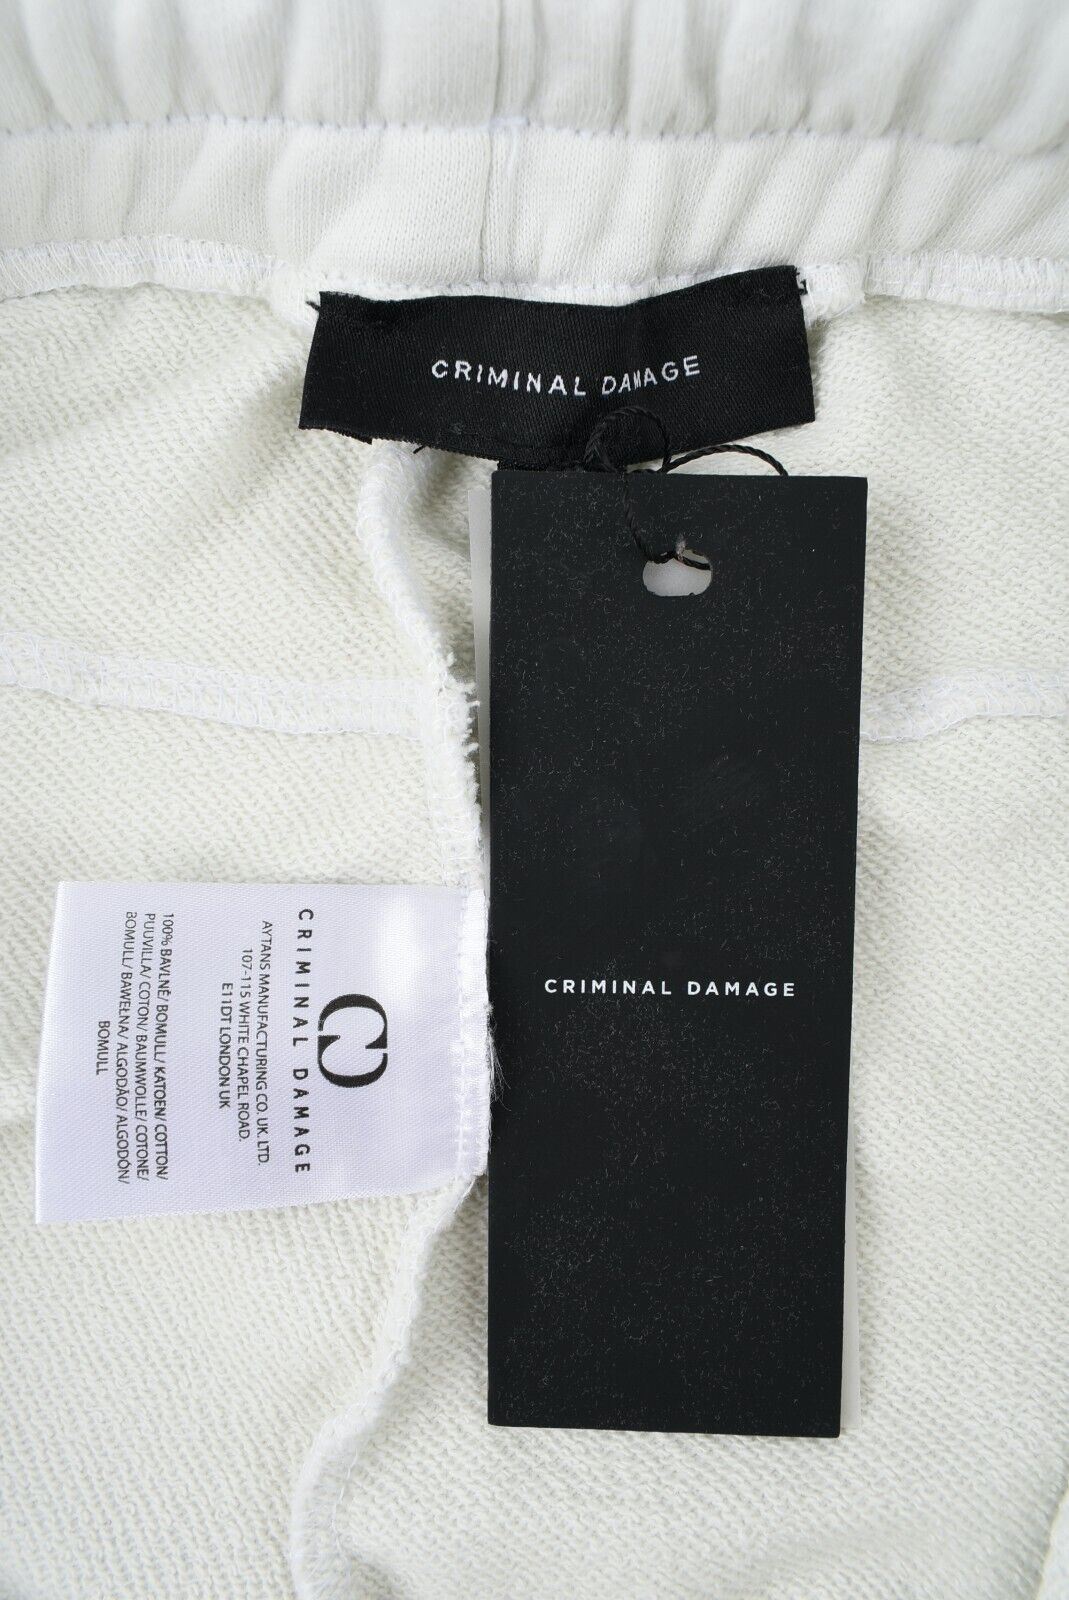 CRIMINAL DAMAGE
CRIMINAL DAMAGE
CRIMINAL DAMAGE
AYTANS MANUFACTURING CO. UK. LTD.
107-115 WHITE CHAPEL ROAD.
E11DT LONDON UK
100% BAVLNĚ/ BOMULL/ KATOEN/ COTTON/
PUUVILLA/ COTON/ BAUMWOLLE/ COTONE/
BOMULL/ BAWEŁNA/ ALGODÃO/ ALGODÓN/
BOMULL